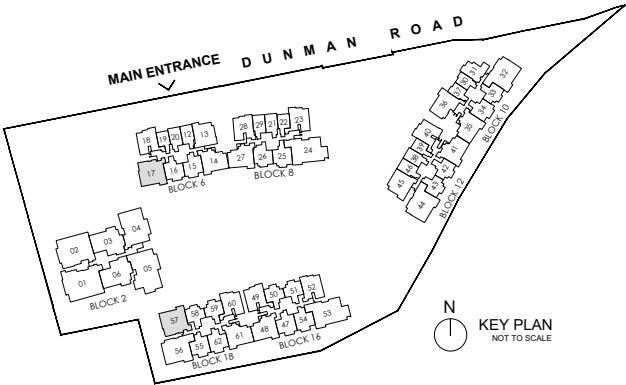 DUNMAN ROAD
MAIN ENTRANCE
18 19 20 12 13
28 29 21 22 23
17 16 15 14
27 26 25 24
BLOCK 6
BLOCK 8
31
32
30
37
33
36
34
35
BLOCK 10
40
39
41
38
42
46
43
45
44
BLOCK 12
04
03
02
05
06
01
BLOCK 2
57 58 59 60
49 50 51 52
56 55 62 61
48 47 54 53
BLOCK 18
BLOCK 16
N
KEY PLAN
NOT TO SCALE